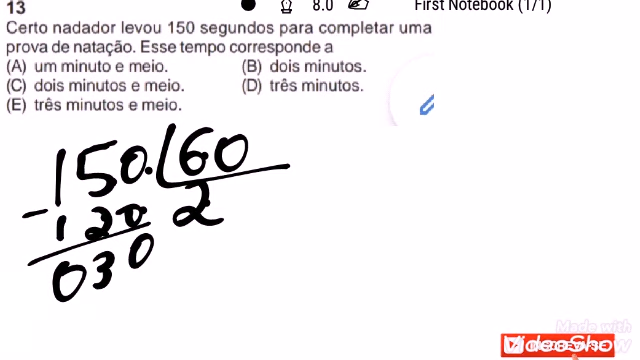 13
8.0
First Notebook (1/1)
Certo nadador levou 150 segundos para completar uma
prova de natação. Esse tempo corresponde a
(A) um minuto e meio.
(B) dois minutos.
(C) dois minutos e meio.
(D) três minutos.
(E) três minutos e meio.
150 60
- 120 2
030
Made with